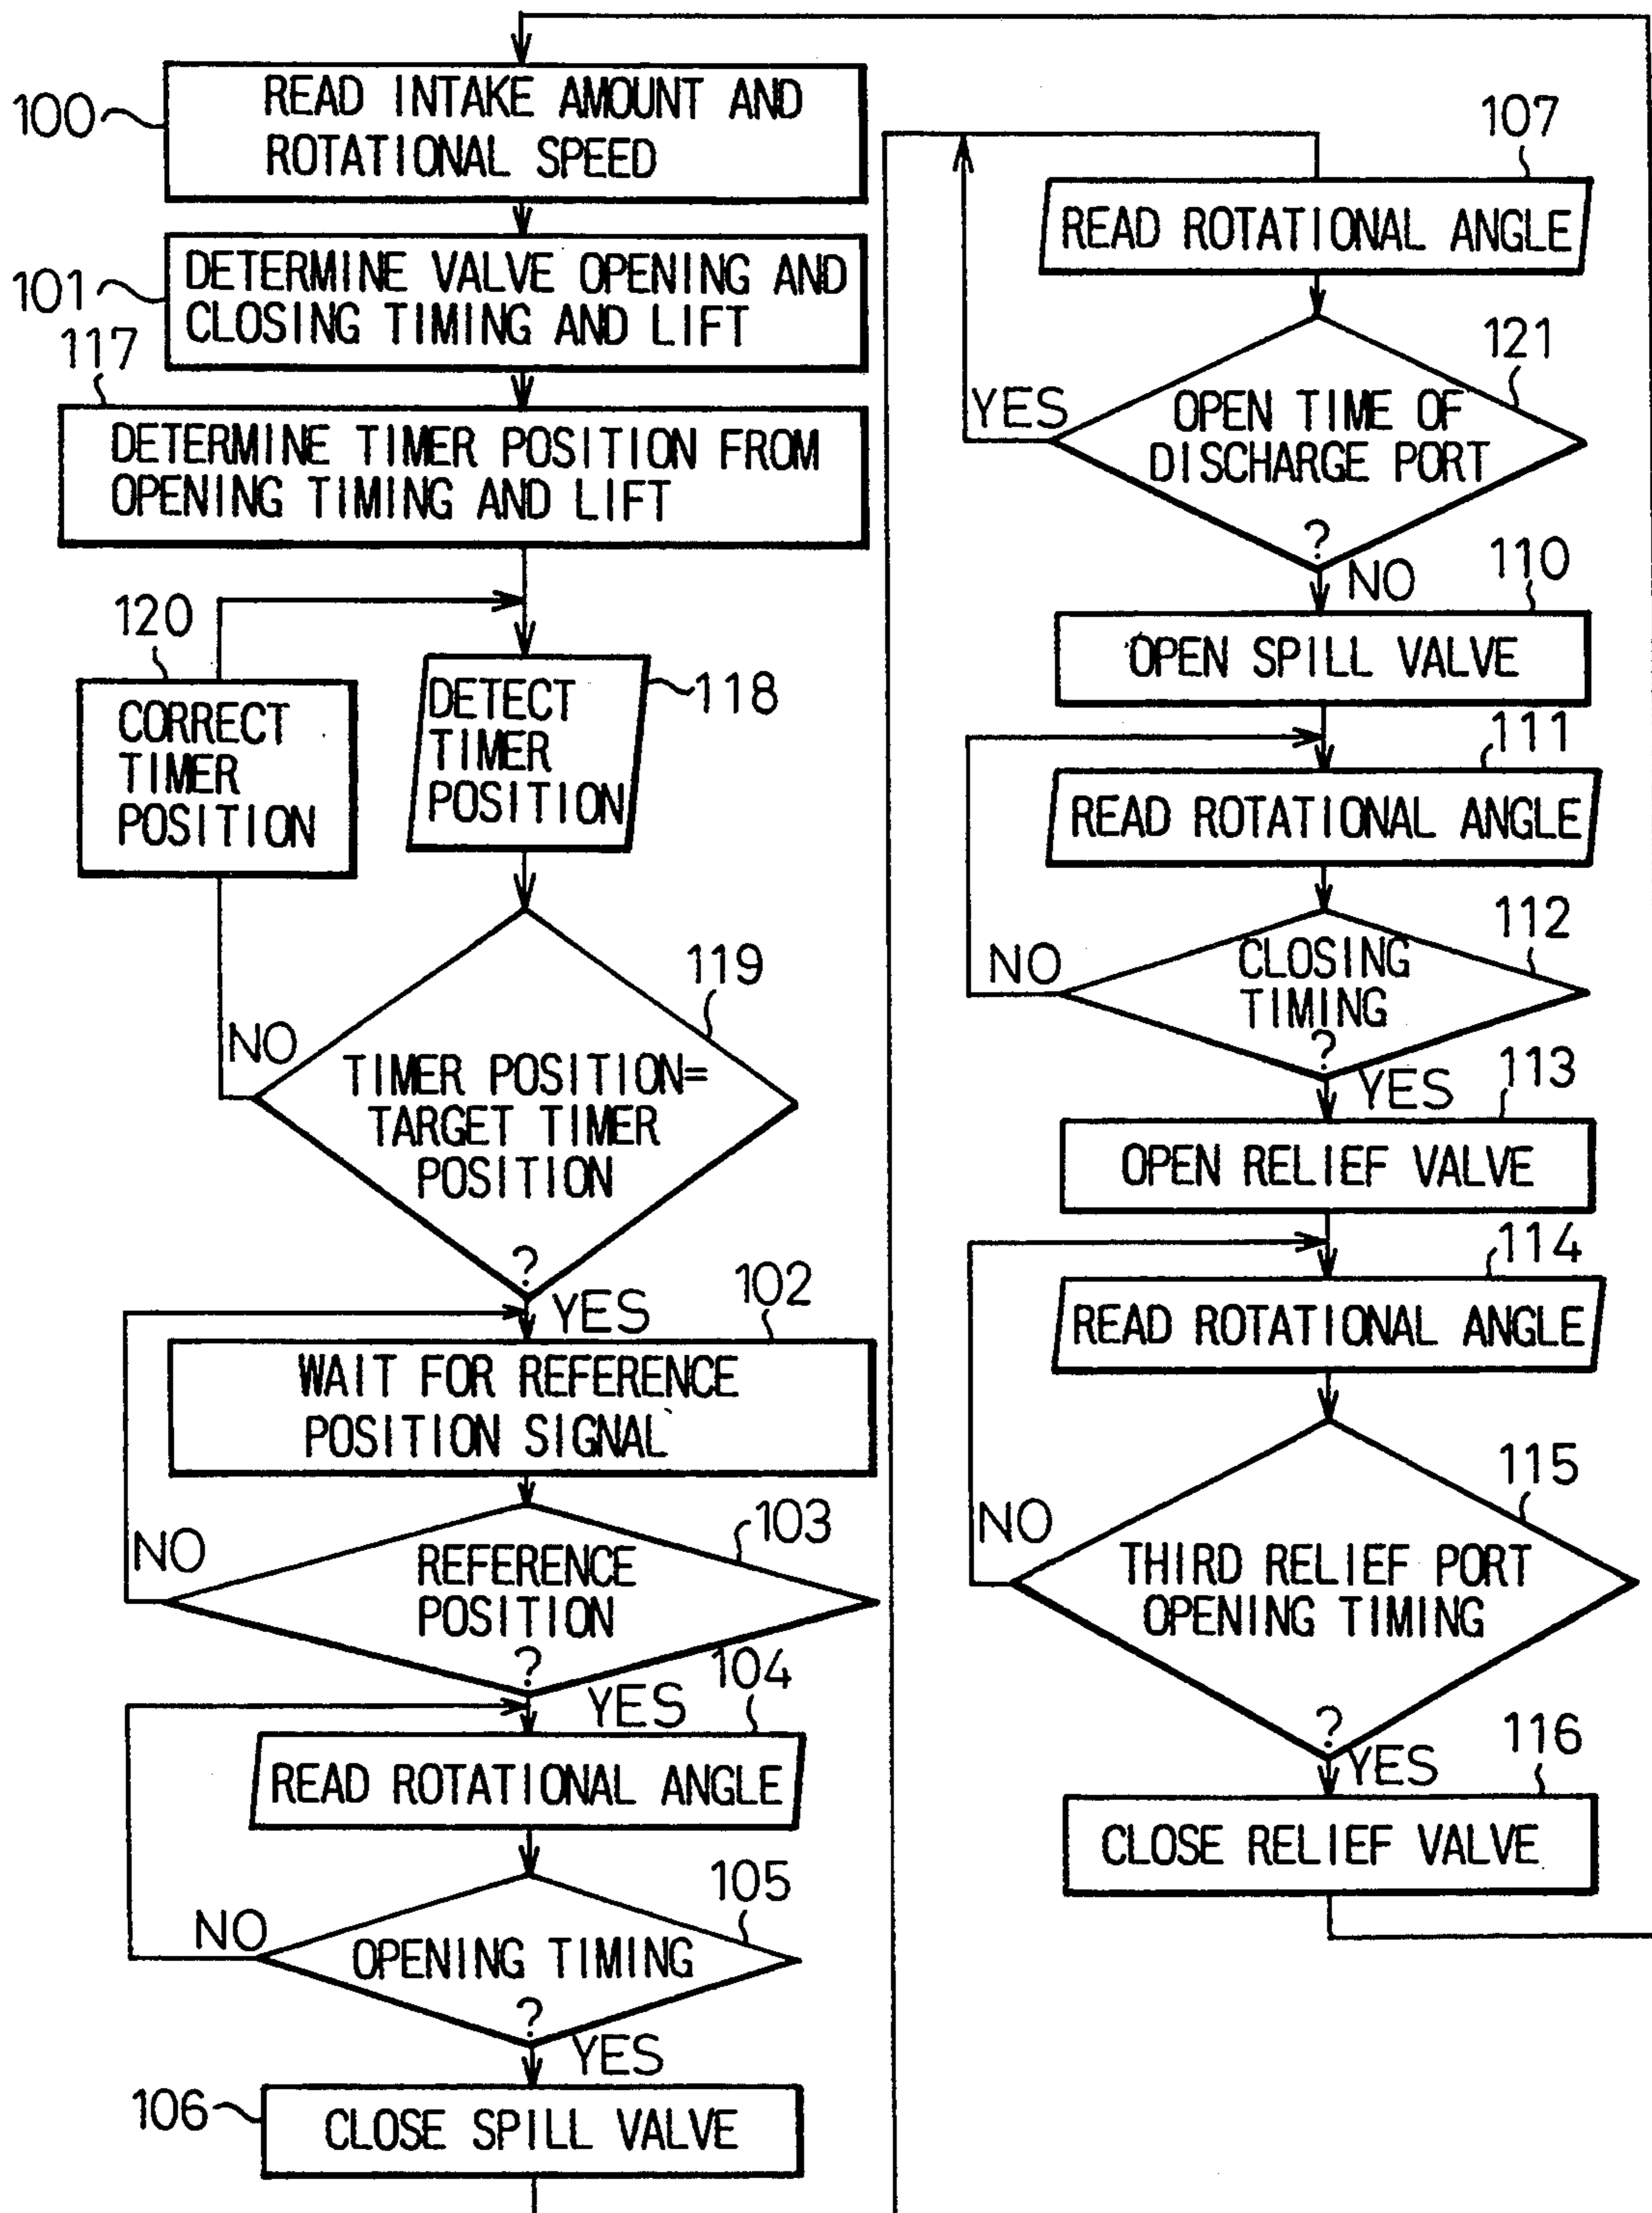 100
READ INTAKE AMOUNT AND
ROTATIONAL SPEED
101
DETERMINE VALVE OPENING AND
CLOSING TIMING AND LIFT
117
DETERMINE TIMER POSITION FROM
OPENING TIMING AND LIFT
120
CORRECT
TIMER
POSITION
118
DETECT
TIMER
POSITION
119
NO
TIMER POSITION=
TARGET TIMER
POSITION
?
YES
102
WAIT FOR REFERENCE
POSITION SIGNAL
103
NO
REFERENCE
POSITION
?
YES
104
READ ROTATIONAL ANGLE
105
NO
OPENING TIMING
?
YES
106
CLOSE SPILL VALVE
107
READ ROTATIONAL ANGLE
121
YES
OPEN TIME OF
DISCHARGE PORT
?
NO
110
OPEN SPILL VALVE
111
READ ROTATIONAL ANGLE
112
NO
CLOSING
TIMING
?
YES
113
OPEN RELIEF VALVE
114
READ ROTATIONAL ANGLE
115
NO
THIRD RELIEF PORT
OPENING TIMING
?
YES
116
CLOSE RELIEF VALVE